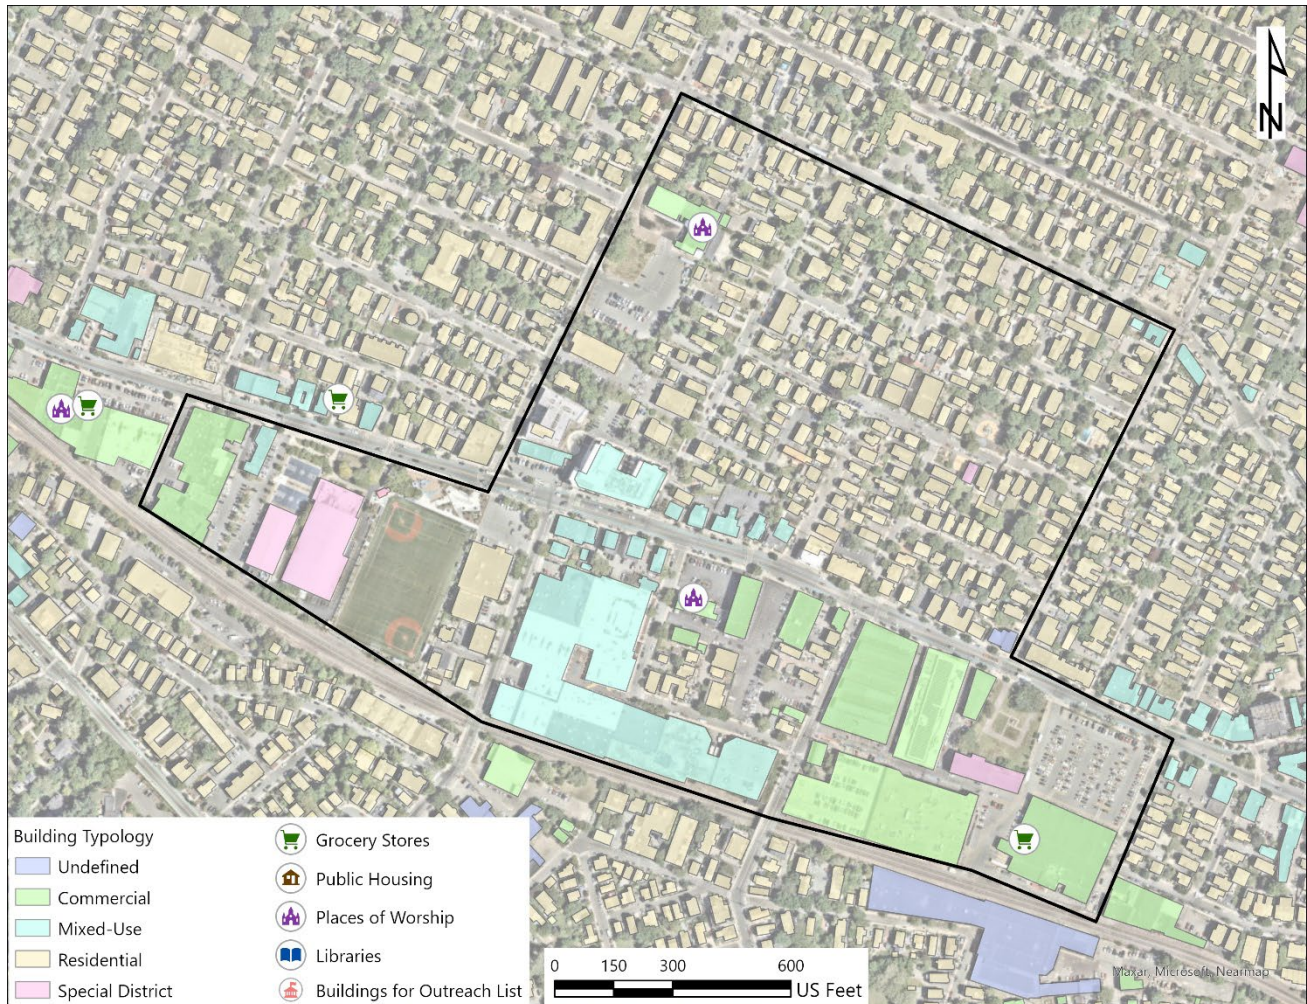 N
Building Typology
Undefined
Commercial
Mixed-Use
Residential
Special District
Grocery Stores
Public Housing
Places of Worship
Libraries
Buildings for Outreach List
0 150 300 600
US Feet
Maxar, Microsoft, Nearmap